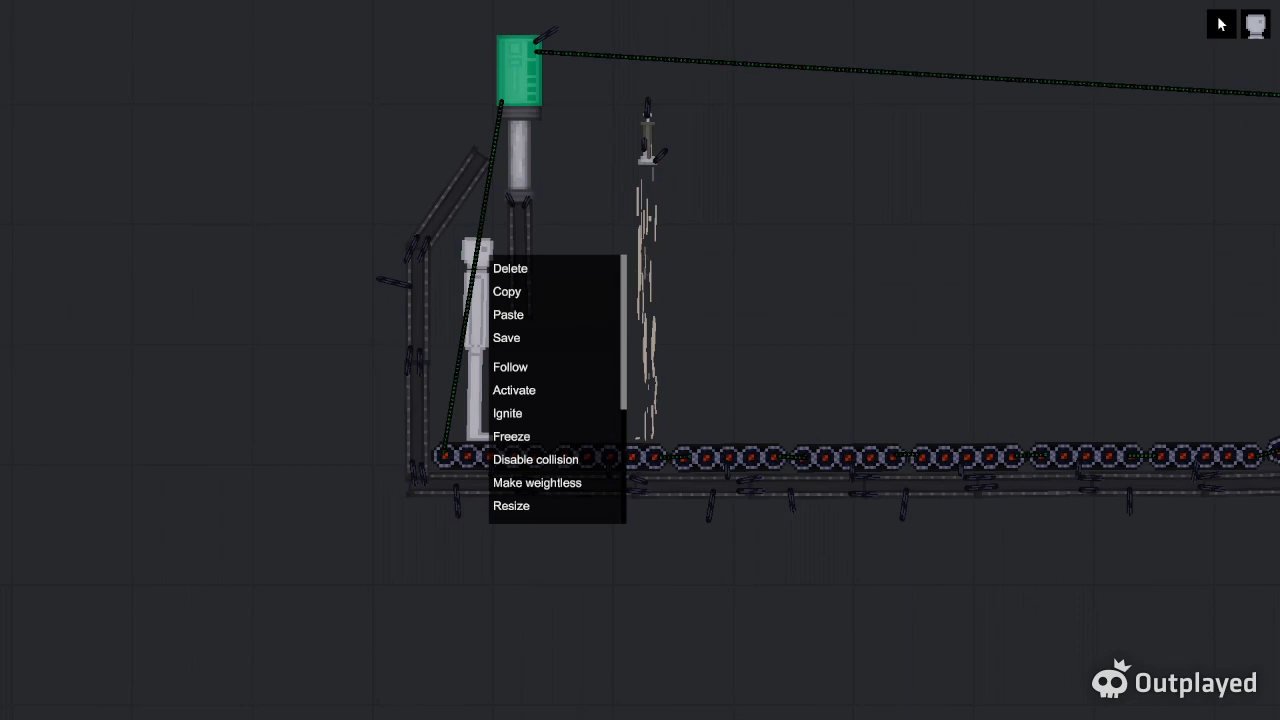 Delete
Copy
Paste
Save
Follow
Activate
Ignite
Freeze
Disable collision
Make weightless
Resize
Outplayed